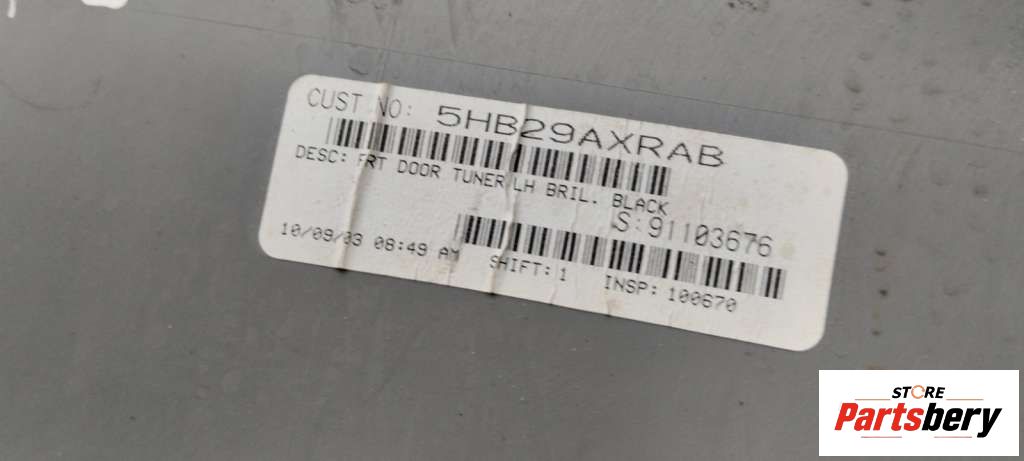 CUST NO: 5HB29AXRAB
DESC: FRT DOOR TUNER LH BRIL. BLACK
S:91103676
10/09/03 08:49 AM SHIFT: 1 INSP: 100670
STORE
Partsbery